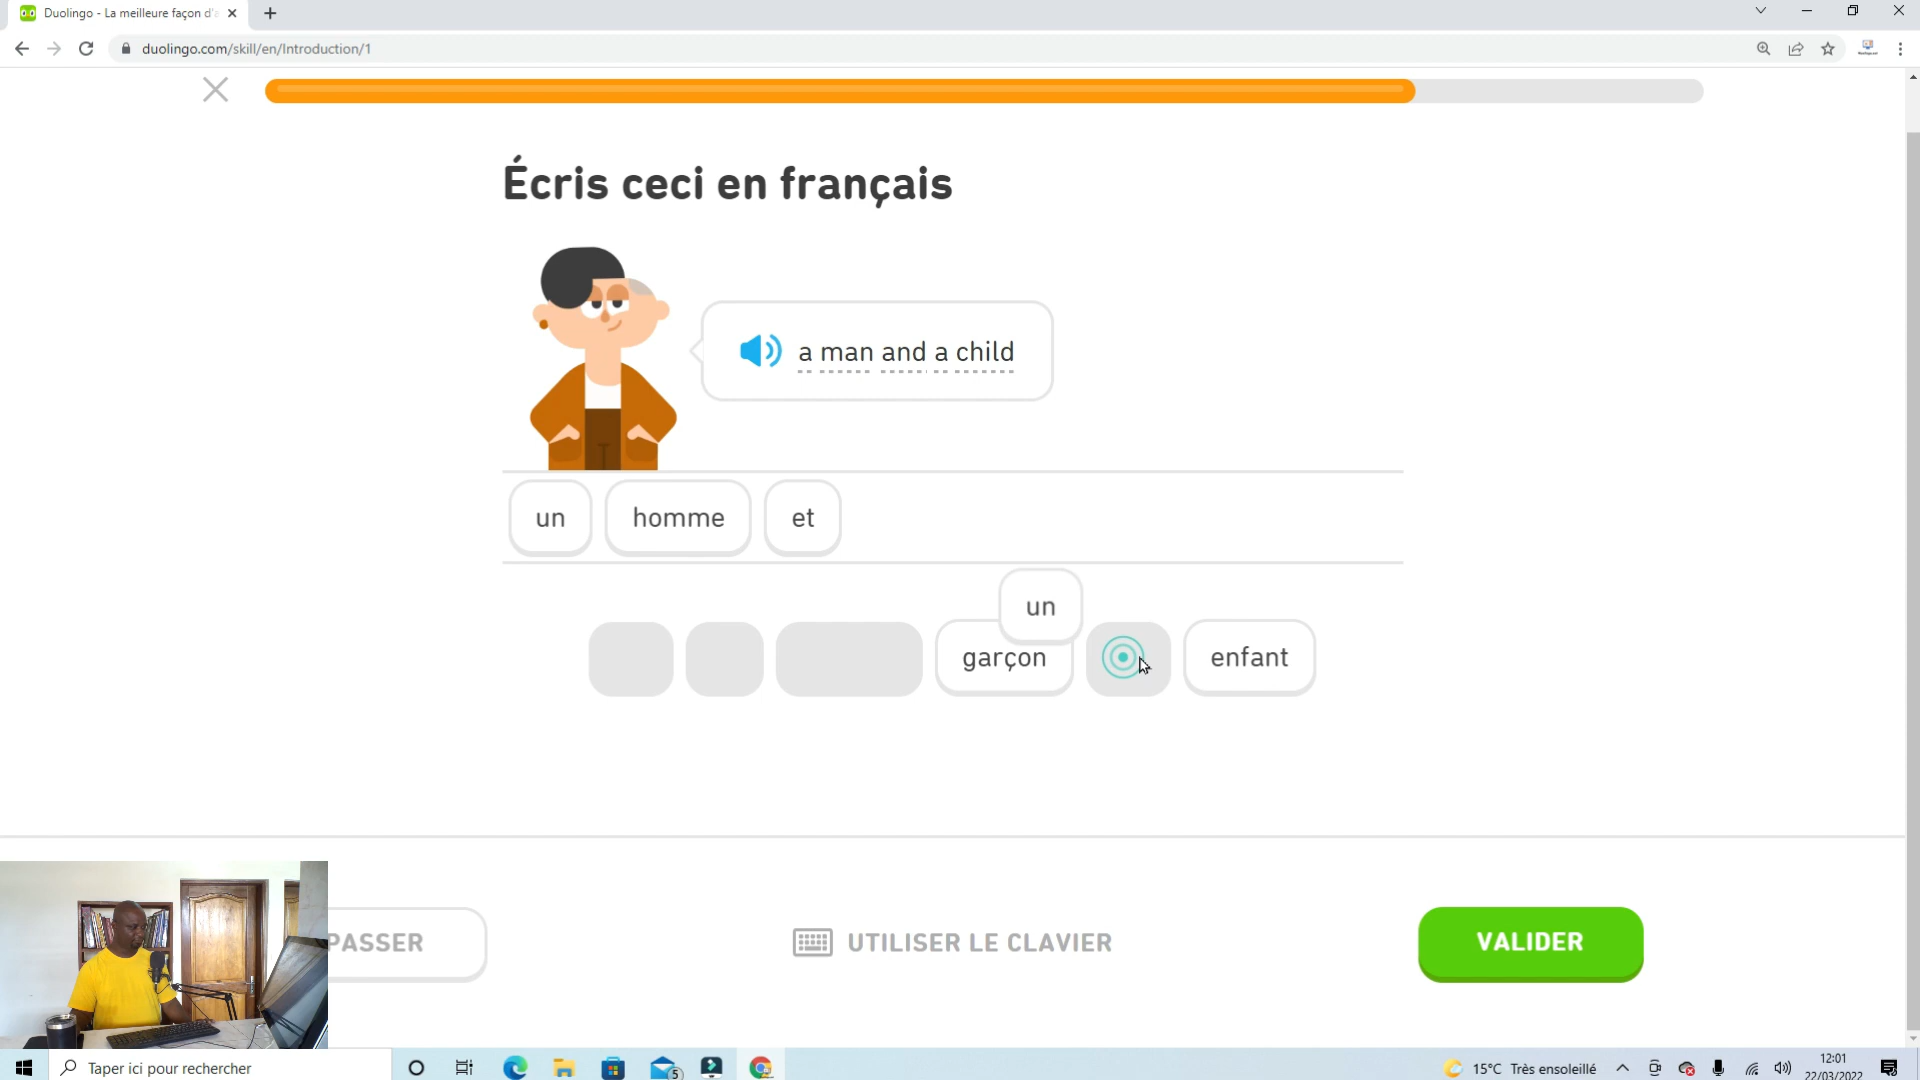 Duolingo - La meilleure façon d'a
duolingo.com/skill/en/Introduction/1
Écris ceci en français
a man and a child
un homme et
un
garçon enfant
PASSER
UTILISER LE CLAVIER
VALIDER
Taper ici pour rechercher
5
15°C Très ensoleillé
12:01
22/03/2022